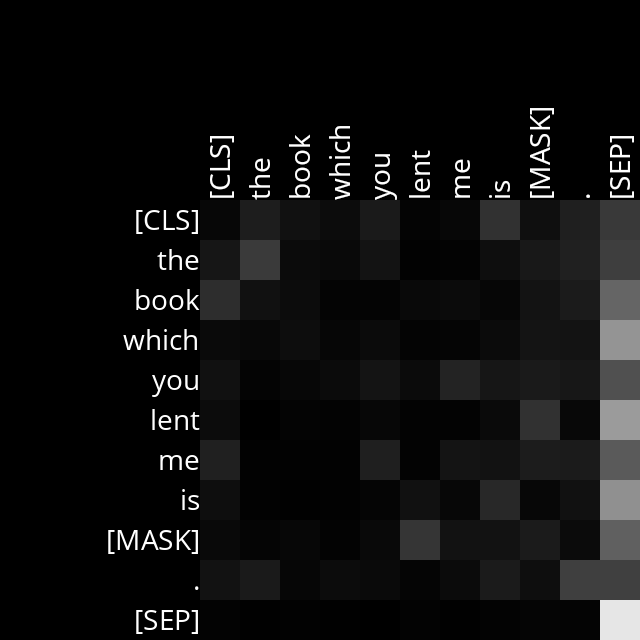 [CLS] the book which you lent me is [MASK] . [SEP]
[CLS]
the
book
which
you
lent
me
is
[MASK]
.
[SEP]